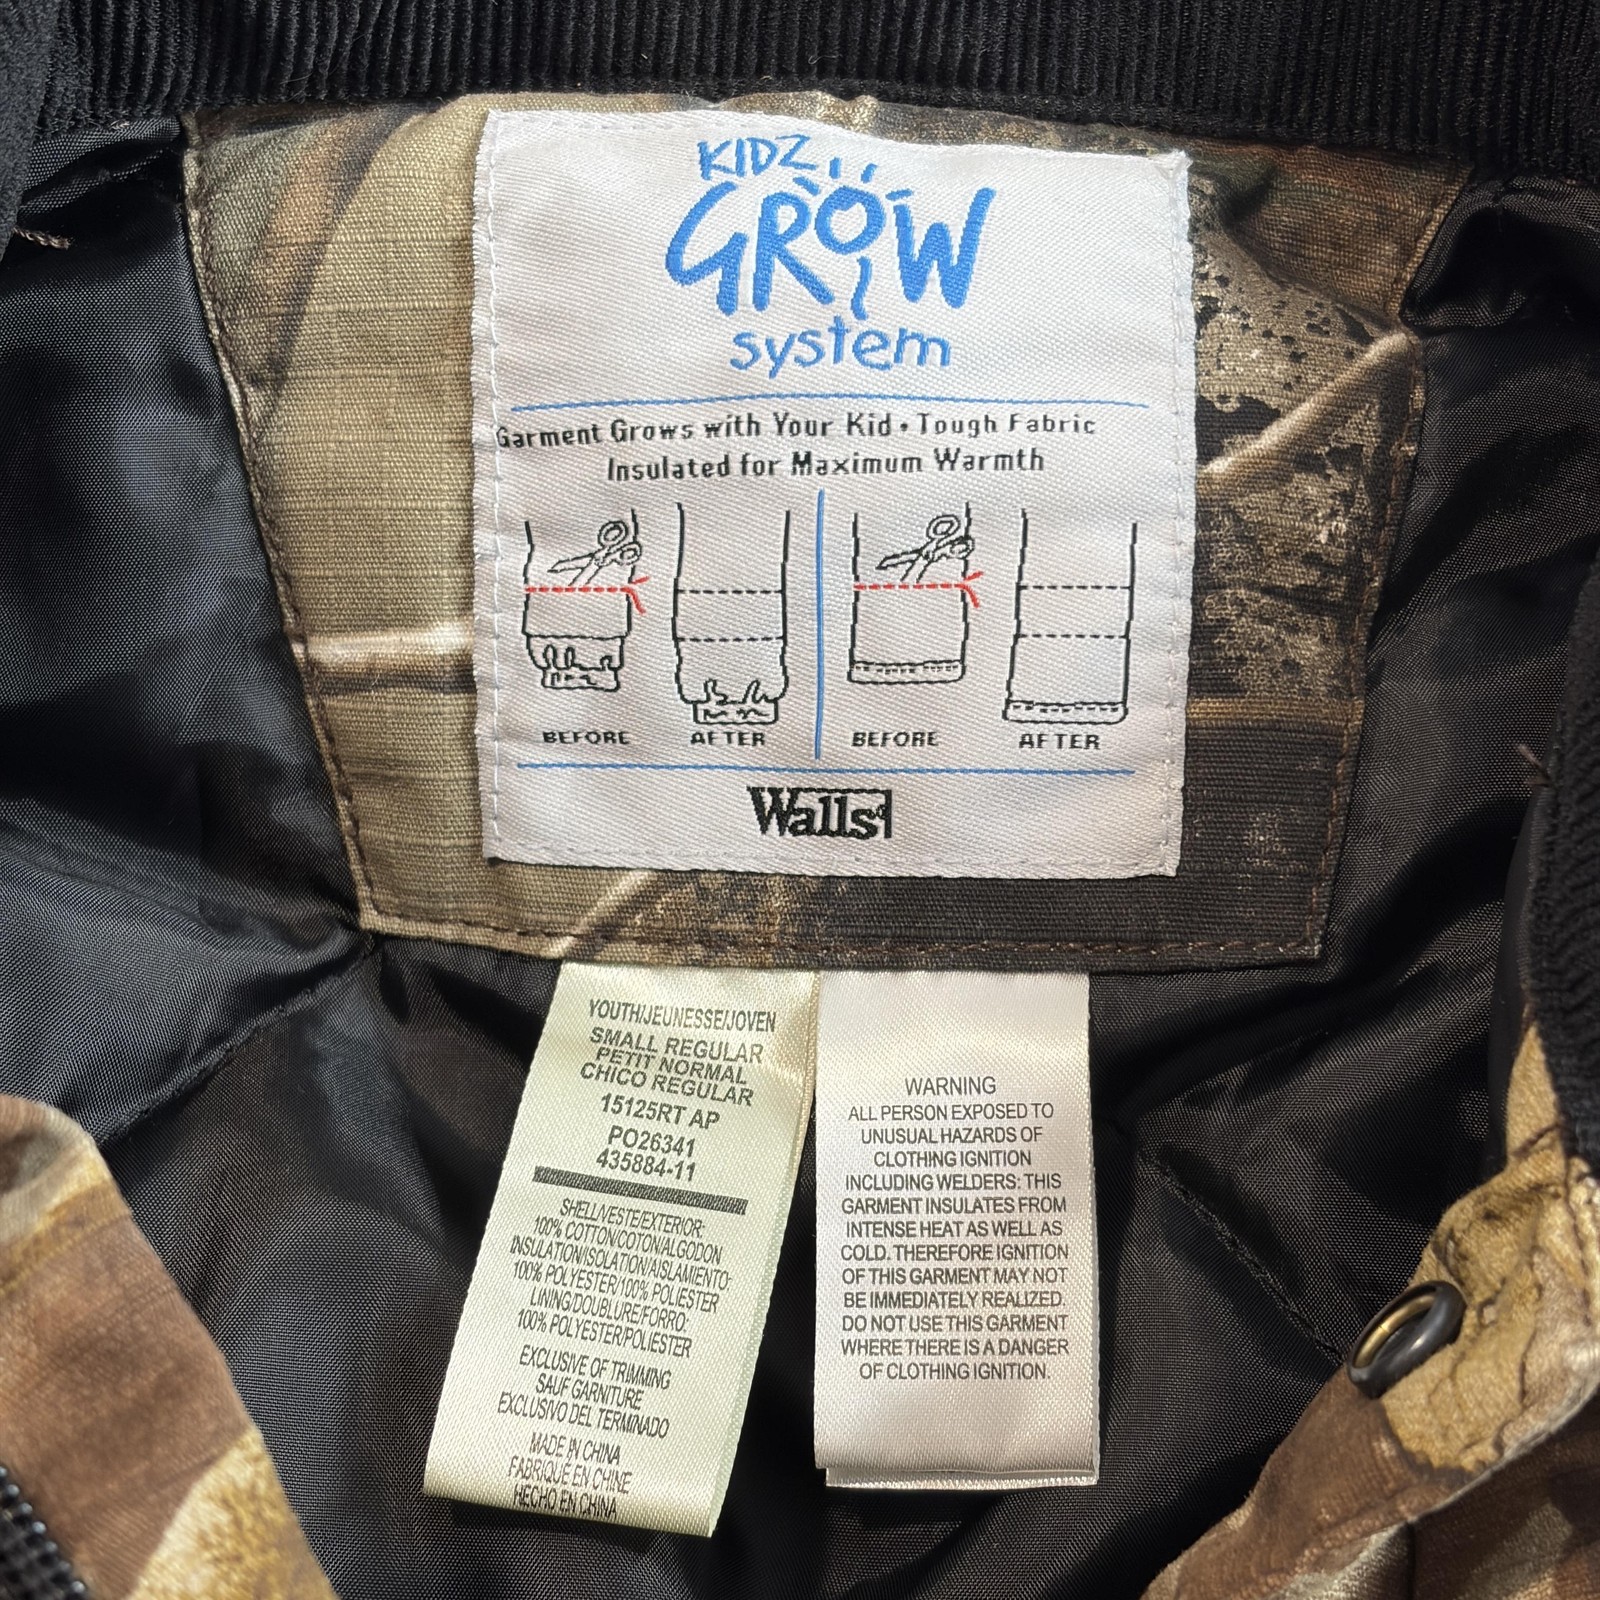 KIDZ
GROW
system
Garment Grows with Your Kid • Tough Fabric
Insulated for Maximum Warmth
BEFORE AFTER BEFORE AFTER
Walls
YOUTH/JEUNESSE/JOVEN
SMALL REGULAR
PETIT NORMAL
CHICO REGULAR
15125RT AP
PO26341
435884-11
SHELL/VESTE/EXTERIOR:
100% COTTON/COTON/ALGODON
INSULATION/ISOLATION/AISLAMIENTO:
100% POLYESTER/100% POLIESTER
LINING/DOUBLURE/FORRO:
100% POLYESTER/POLIESTER
EXCLUSIVE OF TRIMMING
SAUF GARNITURE
EXCLUSIVO DEL TERMINADO
MADE IN CHINA
FABRIQUE EN CHINE
HECHO EN CHINA
WARNING
ALL PERSON EXPOSED TO
UNUSUAL HAZARDS OF
CLOTHING IGNITION
INCLUDING WELDERS: THIS
GARMENT INSULATES FROM
INTENSE HEAT AS WELL AS
COLD. THEREFORE IGNITION
OF THIS GARMENT MAY NOT
BE IMMEDIATELY REALIZED.
DO NOT USE THIS GARMENT
WHERE THERE IS A DANGER
OF CLOTHING IGNITION.